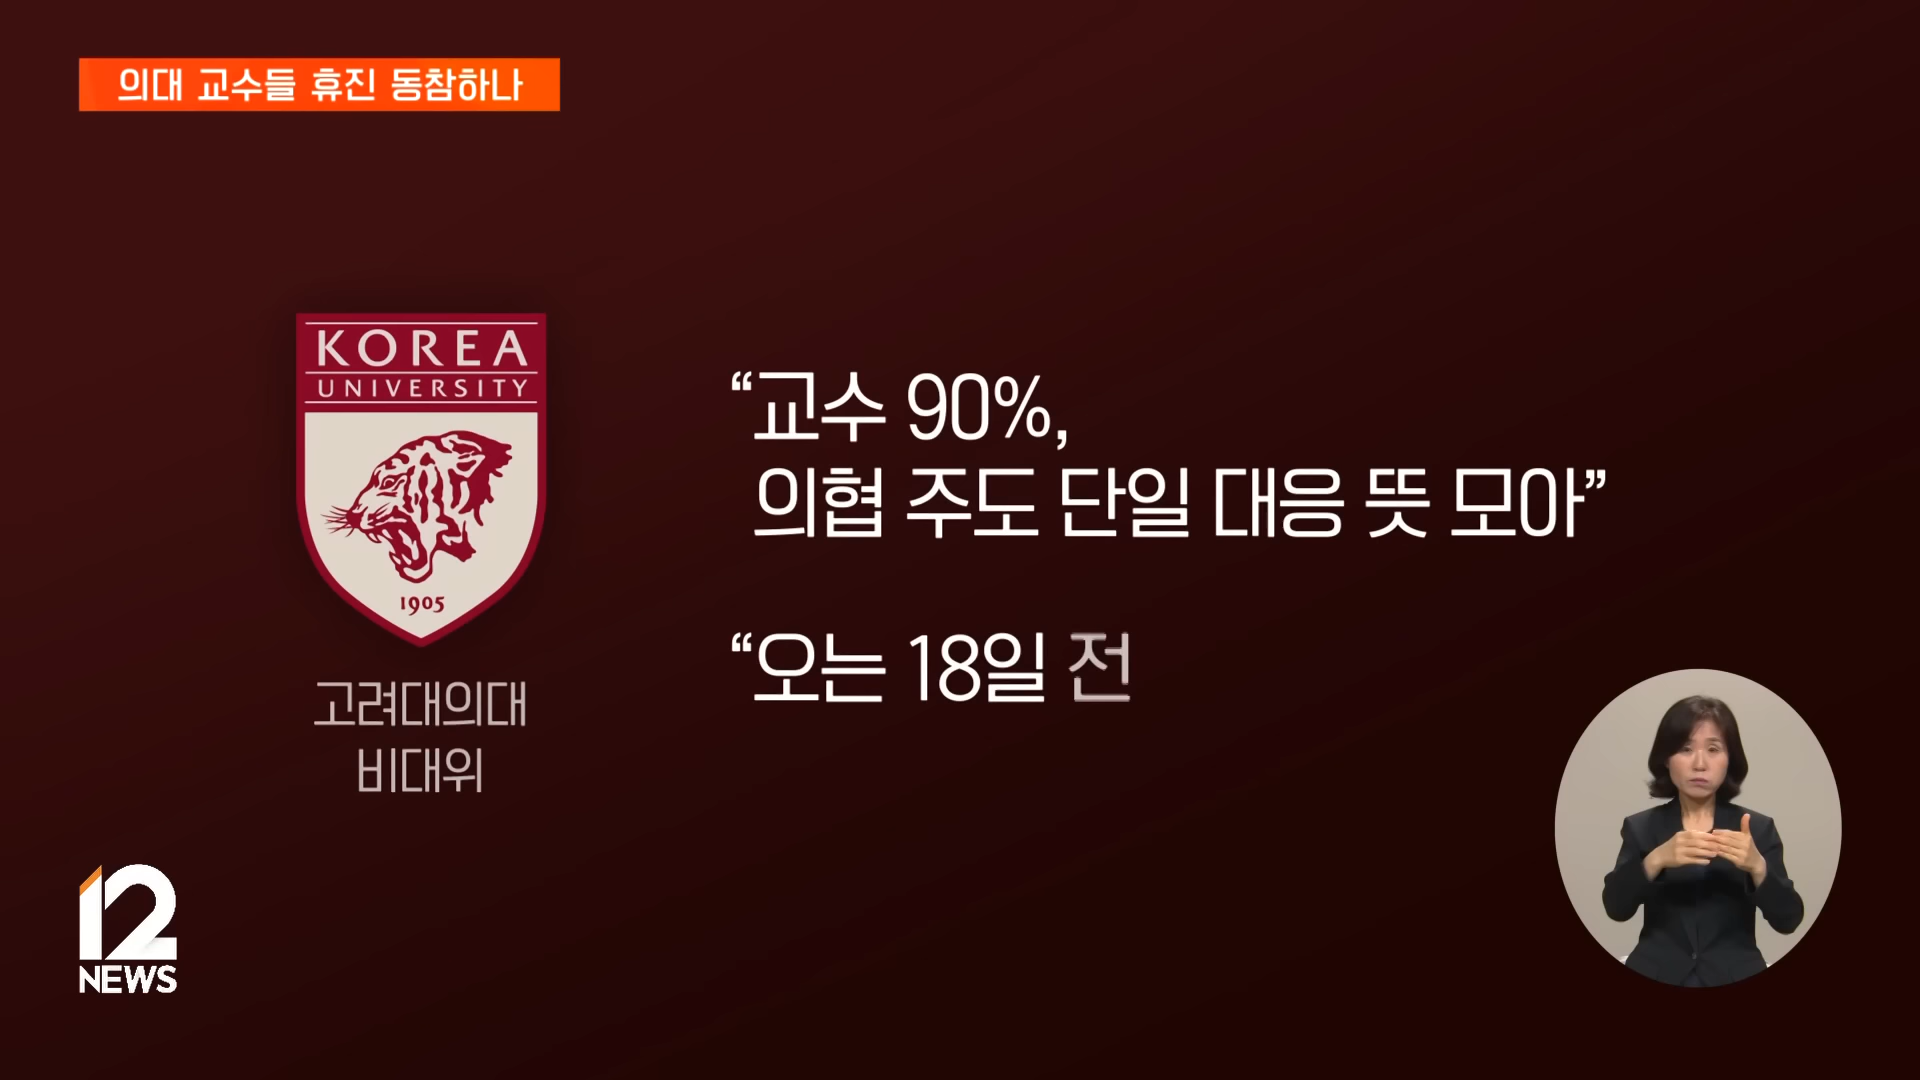 의대 교수들 휴진 동참하나
KOREA
UNIVERSITY
1905
고려대의대
비대위
“교수 90%,
의협 주도 단일 대응 뜻 모아”
“오는 18일 전
12
NEWS